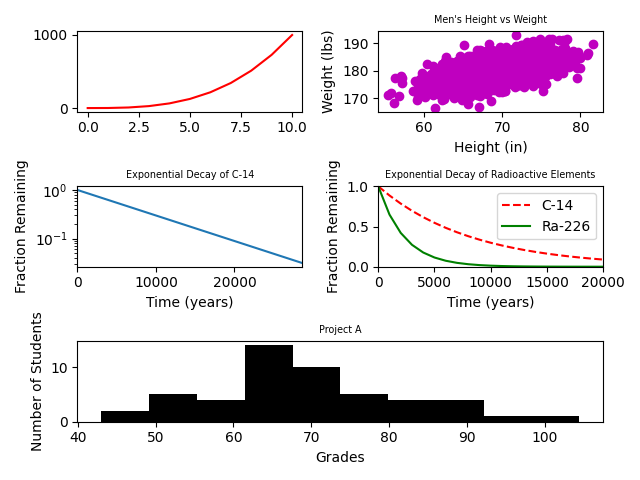 1000
0
0.0 2.5 5.0 7.5 10.0
Men's Height vs Weight
Weight (lbs)
190
180
170
60 70 80
Height (in)
Exponential Decay of C-14
Fraction Remaining
10⁰
10⁻¹
0 10000 20000
Time (years)
Exponential Decay of Radioactive Elements
Fraction Remaining
1.0
0.5
0.0
C-14
Ra-226
0 5000 10000 15000 20000
Time (years)
Project A
Number of Students
10
0
40 50 60 70 80 90 100
Grades